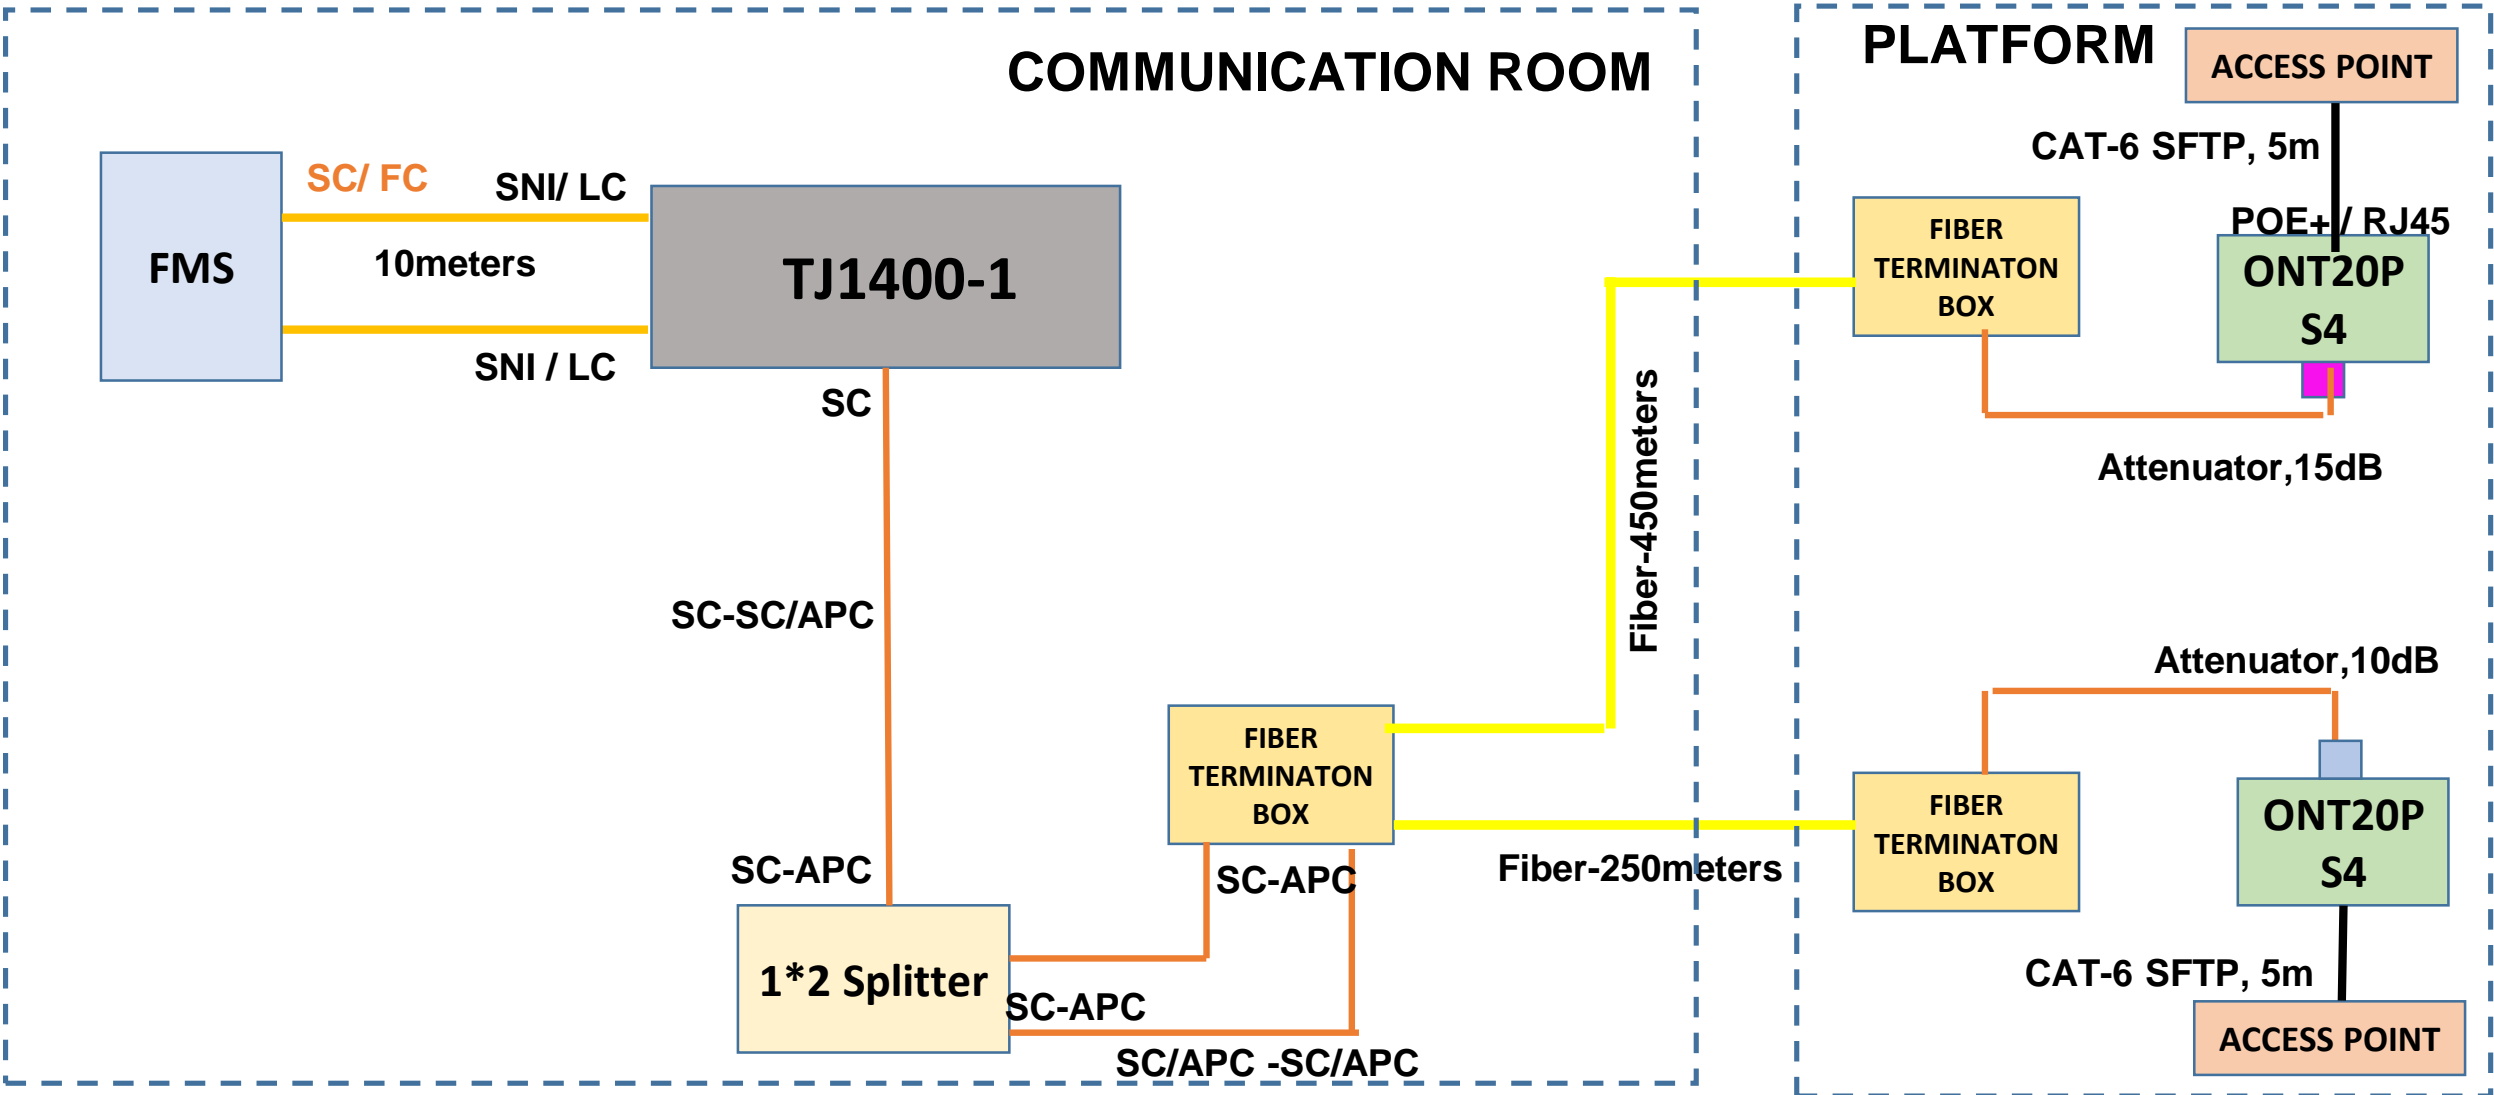 COMMUNICATION ROOM
PLATFORM
ACCESS POINT
CAT-6 SFTP, 5m
SC/ FC
SNI/ LC
FMS
10meters
TJ1400-1
SNI / LC
SC
FIBER
TERMINATON
BOX
POE+ / RJ45
ONT20P
S4
Attenuator,15dB
Fiber-450meters
SC-SC/APC
Attenuator,10dB
FIBER
TERMINATON
BOX
FIBER
TERMINATON
BOX
ONT20P
S4
SC-APC
SC-APC
Fiber-250meters
1*2 Splitter
SC-APC
SC/APC -SC/APC
CAT-6 SFTP, 5m
ACCESS POINT